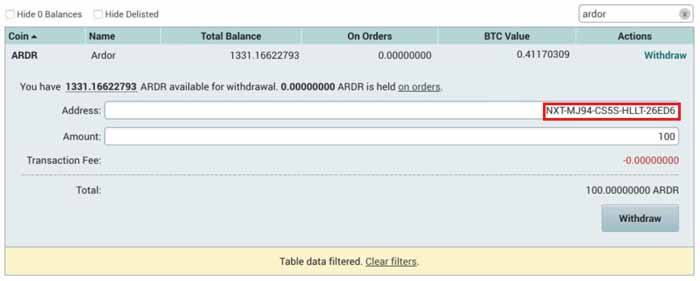 Hide 0 Balances Hide Delisted ardor
Coin Name Total Balance On Orders BTC Value Actions
ARDR Ardor 1331.16622793 0.00000000 0.41170309 Withdraw
You have 1331.16622793 ARDR available for withdrawal. 0.00000000 ARDR is held on orders.
Address: NXT-MJ94-CS5S-HLLT-26ED6
Amount: 100
Transaction Fee: -0.00000000
Total: 100.00000000 ARDR
Withdraw
Table data filtered. Clear filters.